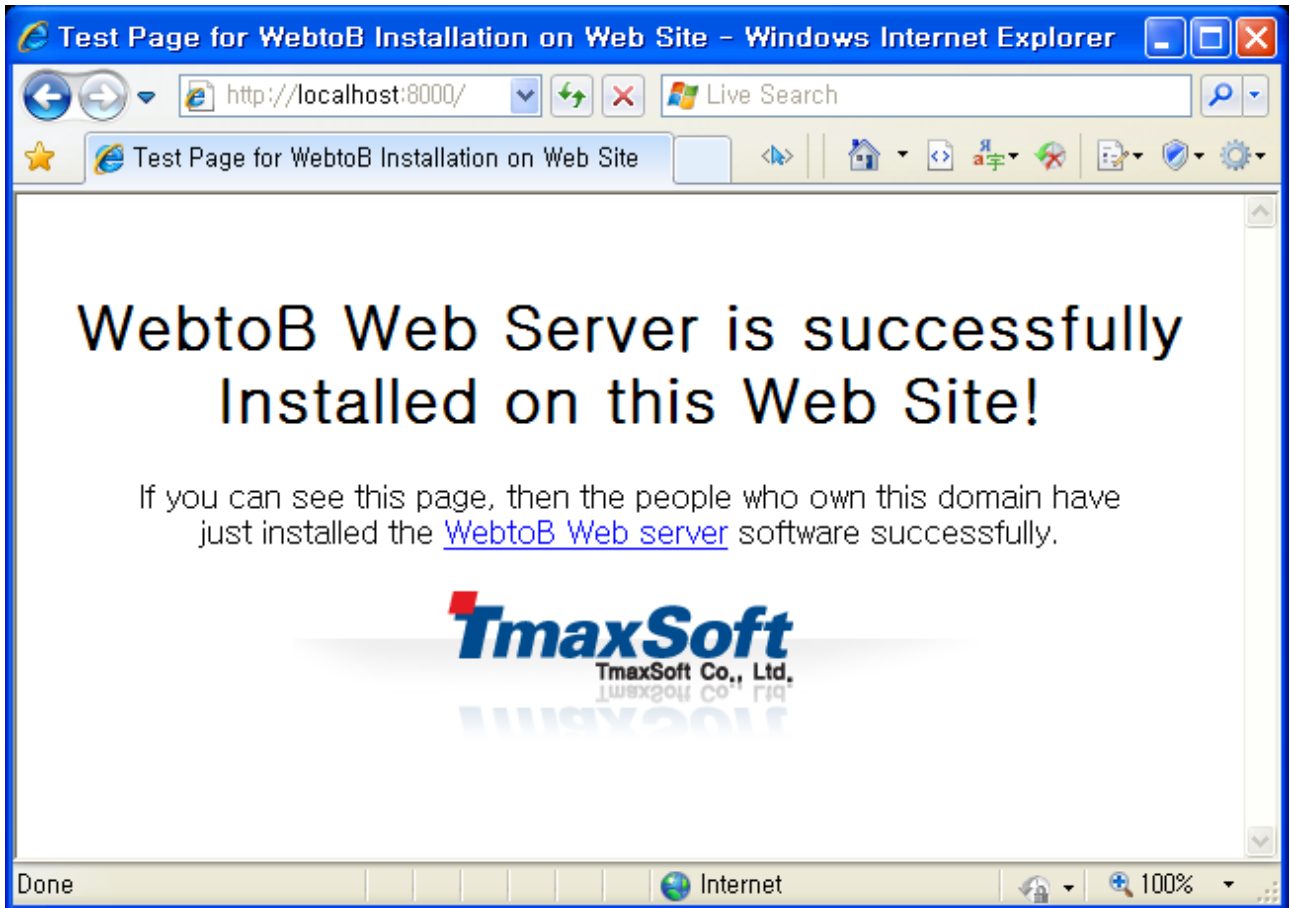 Test Page for WebtoB Installation on Web Site - Windows Internet Explorer
http://localhost:8000/
Live Search
Test Page for WebtoB Installation on Web Site
WebtoB Web Server is successfully
Installed on this Web Site!
If you can see this page, then the people who own this domain have
just installed the WebtoB Web server software successfully.
TmaxSoft
TmaxSoft Co., Ltd.
Done
Internet
100%